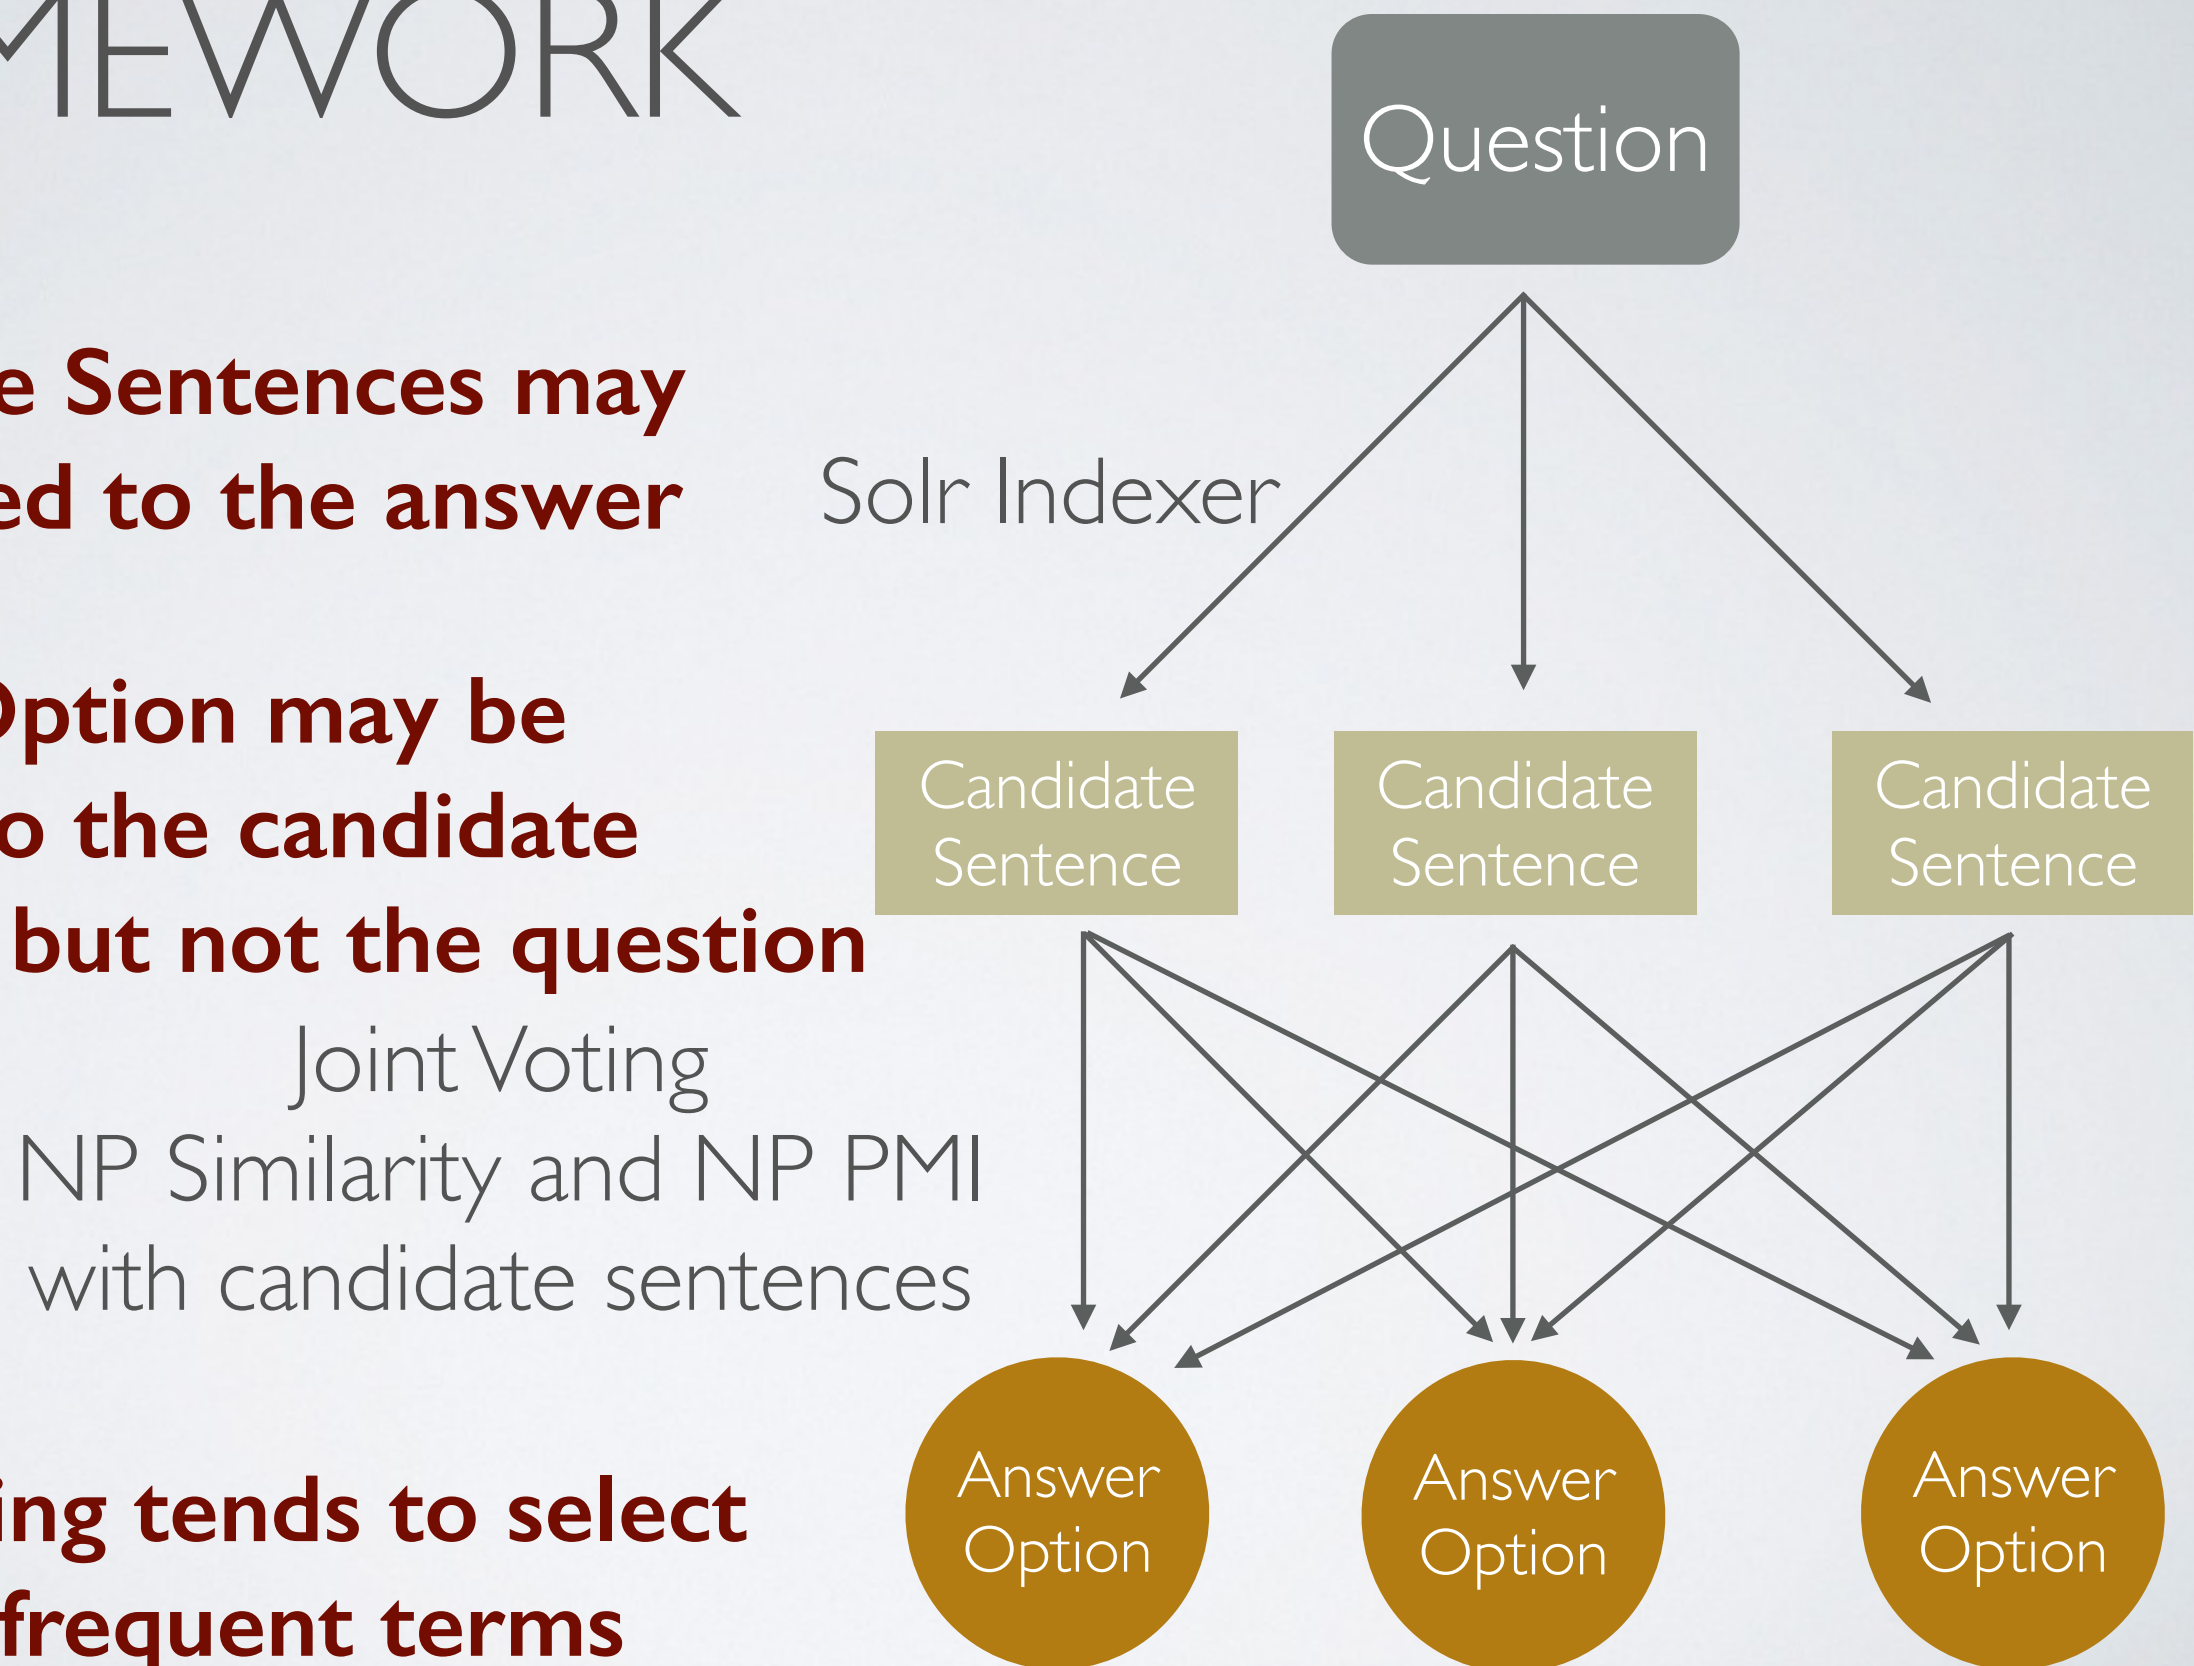 MEWORK
e Sentences may
ed to the answer
Option may be
o the candidate
but not the question
Joint Voting
NP Similarity and NP PMI
with candidate sentences
ing tends to select
frequent terms
Question
Solr Indexer
Candidate
Sentence
Candidate
Sentence
Candidate
Sentence
Answer
Option
Answer
Option
Answer
Option